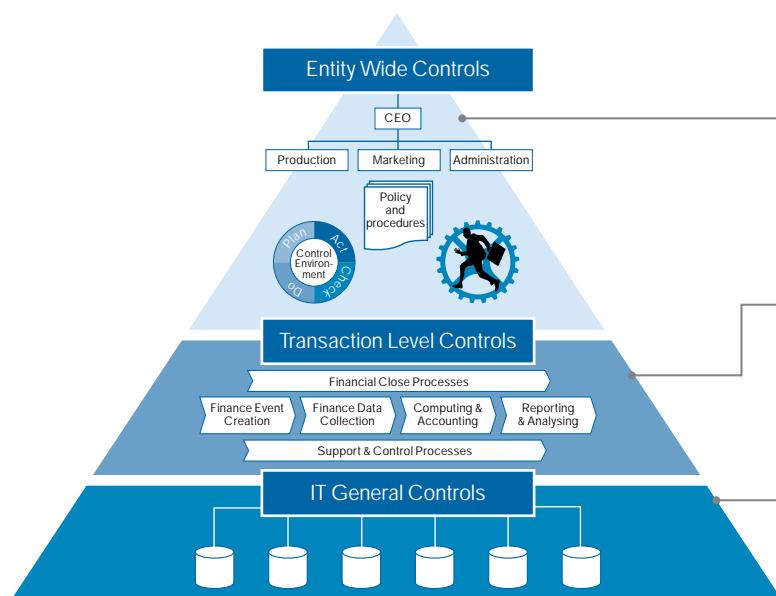 Entity Wide Controls
CEO
Production
Marketing
Administration
Policy
and
procedures
Plan
Act
Check
Do
Control
Environ-
ment
Transaction Level Controls
Financial Close Processes
Finance Event
Creation
Finance Data
Collection
Computing &
Accounting
Reporting
& Analysing
Support & Control Processes
IT General Controls